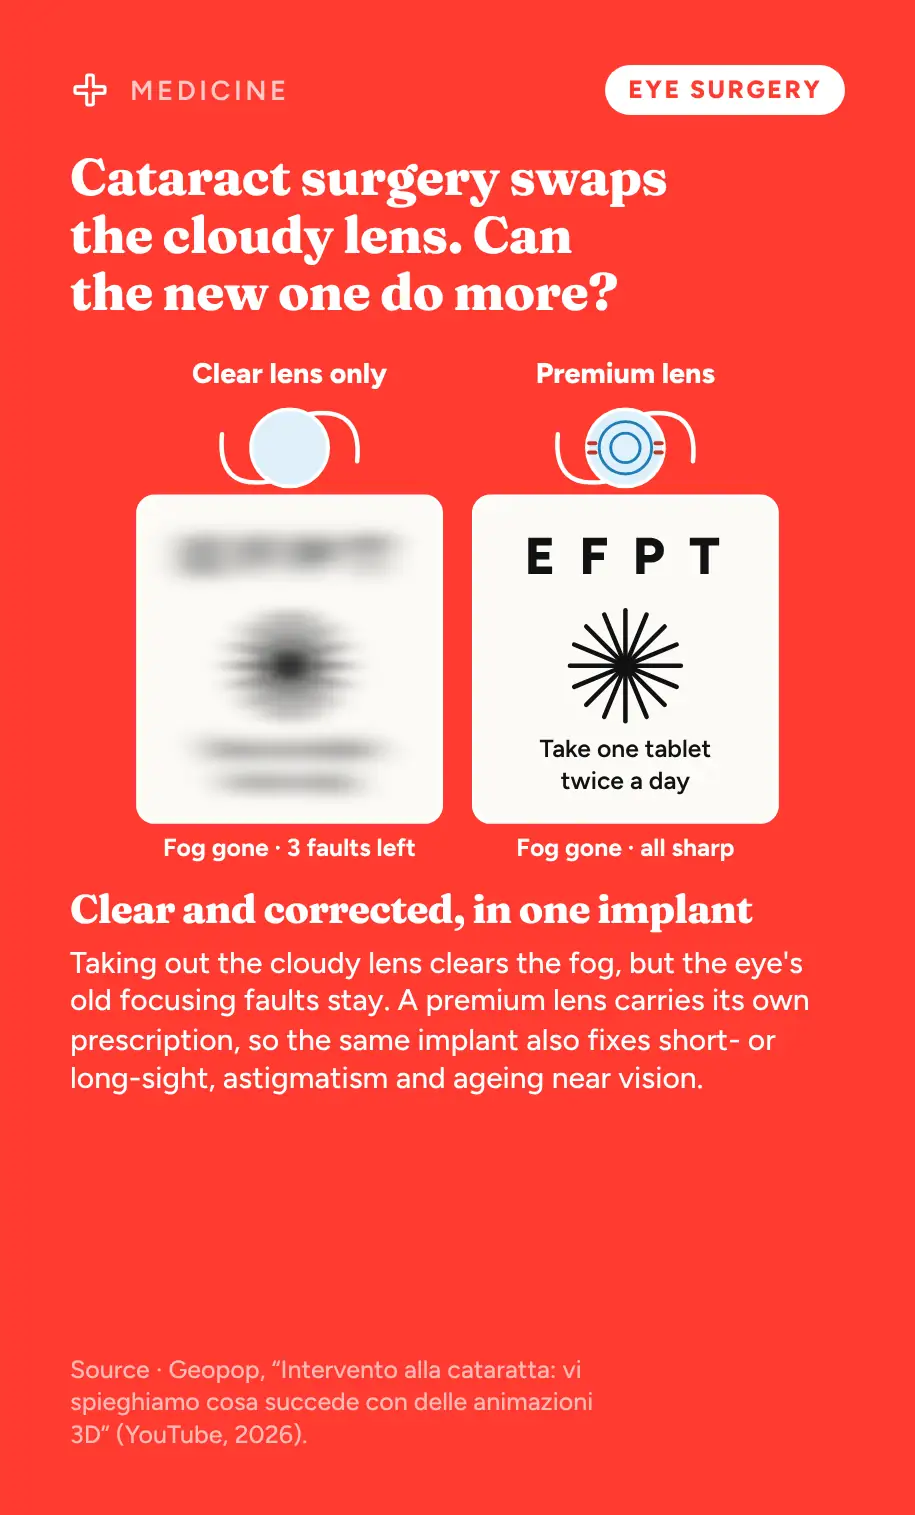 MEDICINE
EYE SURGERY
Cataract surgery swaps
the cloudy lens. Can
the new one do more?
Clear lens only
Premium lens
E F P T
Take one tablet
twice a day
Fog gone · 3 faults left
Fog gone · all sharp
Clear and corrected, in one implant
Taking out the cloudy lens clears the fog, but the eye's
old focusing faults stay. A premium lens carries its own
prescription, so the same implant also fixes short- or
long-sight, astigmatism and ageing near vision.
Source · Geopop, “Intervento alla cataratta: vi
spieghiamo cosa succede con delle animazioni
3D” (YouTube, 2026).